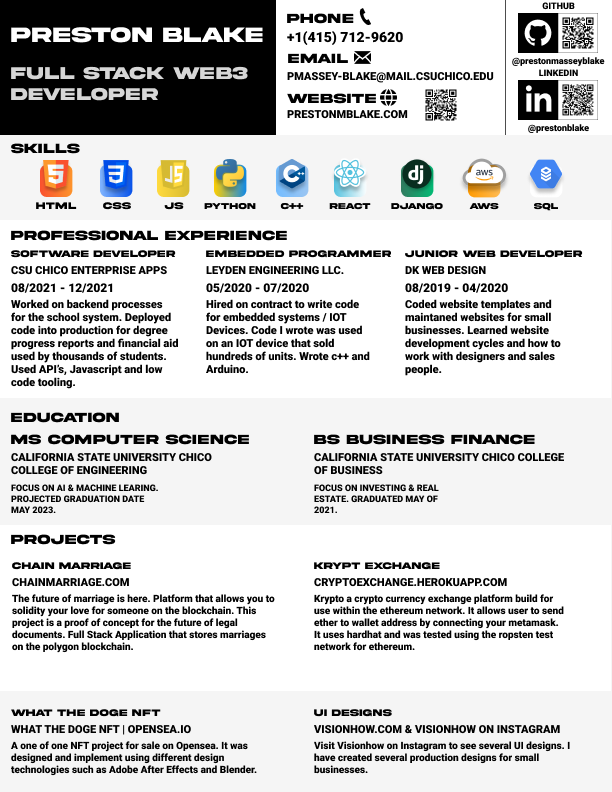 PRESTON BLAKE
FULL STACK WEB3
DEVELOPER
PHONE
+1(415) 712-9620
EMAIL
PMASSEY-BLAKE@MAIL.CSUCHICO.EDU
WEBSITE
PRESTONMBLAKE.COM
GITHUB
@prestonmasseyblake
LINKEDIN
in
@prestonblake
SKILLS
5
3
JS
C++
dj
aws
HTML
CSS
JS
PYTHON
C++
REACT
DJANGO
AWS
SQL
PROFESSIONAL EXPERIENCE
SOFTWARE DEVELOPER
CSU CHICO ENTERPRISE APPS
08/2021 - 12/2021
Worked on backend processes
for the school system. Deployed
code into production for degree
progress reports and financial aid
used by thousands of students.
Used API's, Javascript and low
code tooling.
EMBEDDED PROGRAMMER
LEYDEN ENGINEERING LLC.
05/2020 - 07/2020
Hired on contract to write code
for embedded systems / IOT
Devices. Code I wrote was used
on an IOT device that sold
hundreds of units. Wrote c++ and
Arduino.
JUNIOR WEB DEVELOPER
DK WEB DESIGN
08/2019 - 04/2020
Coded website templates and
maintaned websites for small
businesses. Learned website
development cycles and how to
work with designers and sales
people.
EDUCATION
MS COMPUTER SCIENCE
CALIFORNIA STATE UNIVERSITY CHICO
COLLEGE OF ENGINEERING
FOCUS ON AI & MACHINE LEARING.
PROJECTED GRADUATION DATE
MAY 2023.
BS BUSINESS FINANCE
CALIFORNIA STATE UNIVERSITY CHICO COLLEGE
OF BUSINESS
FOCUS ON INVESTING & REAL
ESTATE. GRADUATED MAY OF
2021.
PROJECTS
CHAIN MARRIAGE
CHAINMARRIAGE.COM
The future of marriage is here. Platform that allows you to
solidity your love for someone on the blockchain. This
project is a proof of concept for the future of legal
documents. Full Stack Application that stores marriages
on the polygon blockchain.
KRYPT EXCHANGE
CRYPTOEXCHANGE.HEROKUAPP.COM
Krypto a crypto currency exchange platform build for
use within the ethereum network. It allows user to send
ether to wallet address by connecting your metamask.
It uses hardhat and was tested using the ropsten test
network for ethereum.
WHAT THE DOGE NFT
WHAT THE DOGE NFT | OPENSEA.IO
A one of one NFT project for sale on Opensea. It was
designed and implement using different design
technologies such as Adobe After Effects and Blender.
UI DESIGNS
VISIONHOW.COM & VISIONHOW ON INSTAGRAM
Visit Visionhow on Instagram to see several UI designs. I
have created several production designs for small
businesses.